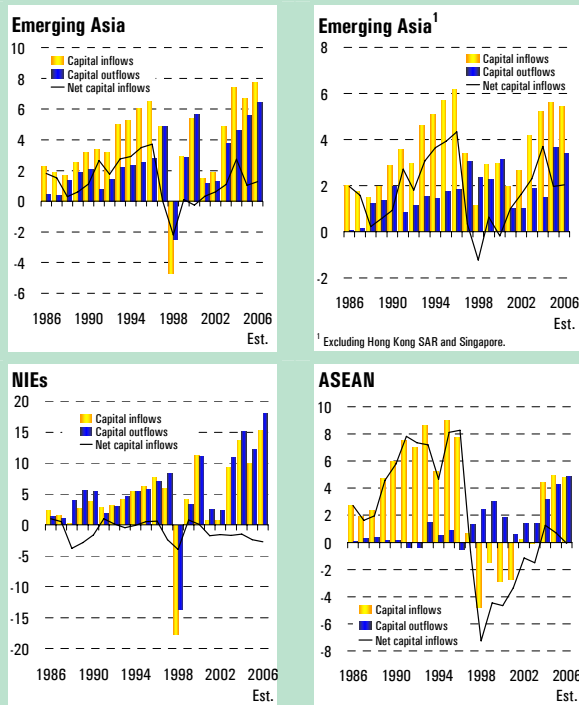 Emerging Asia
10
8
6
4
2
0
-2
-4
-6
Capital inflows
Capital outflows
Net capital inflows
1986 1990 1994 1998 2002 2006
Est.
Emerging Asia¹
8
6
4
2
0
-2
Capital inflows
Capital outflows
Net capital inflows
1986 1990 1994 1998 2002 2006
Est.
¹ Excluding Hong Kong SAR and Singapore.
NIEs
20
15
10
5
0
-5
-10
-15
-20
Capital inflows
Capital outflows
Net capital inflows
1986 1990 1994 1998 2002 2006
Est.
ASEAN
10
8
6
4
2
0
-2
-4
-6
-8
Capital inflows
Capital outflows
Net capital inflows
1986 1990 1994 1998 2002 2006
Est.